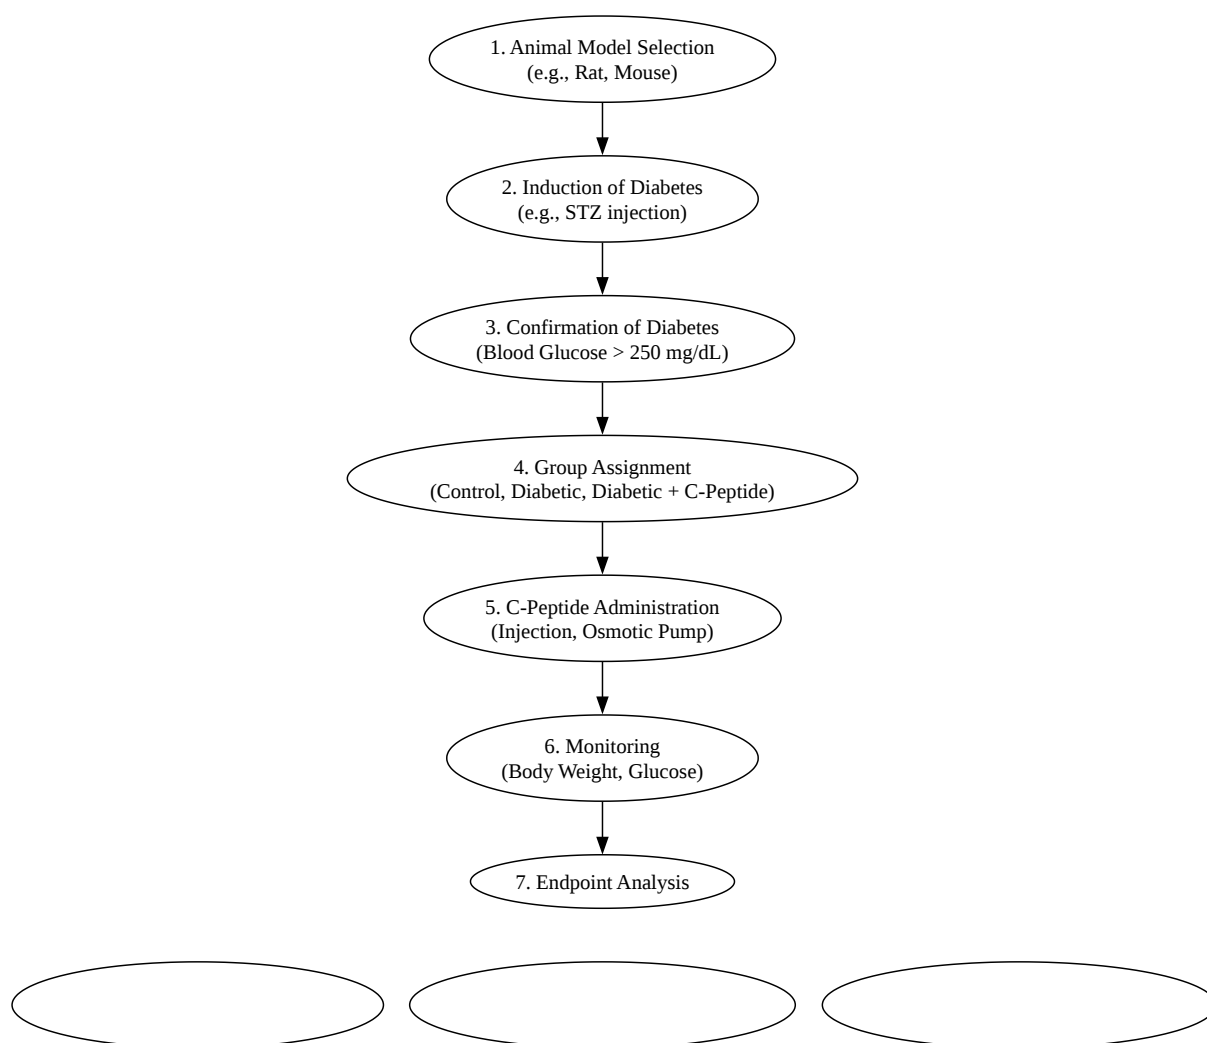 1. Animal Model Selection
(e.g., Rat, Mouse)
2. Induction of Diabetes
(e.g., STZ injection)
3. Confirmation of Diabetes
(Blood Glucose > 250 mg/dL)
4. Group Assignment
(Control, Diabetic, Diabetic + C-Peptide)
5. C-Peptide Administration
(Injection, Osmotic Pump)
6. Monitoring
(Body Weight, Glucose)
7. Endpoint Analysis